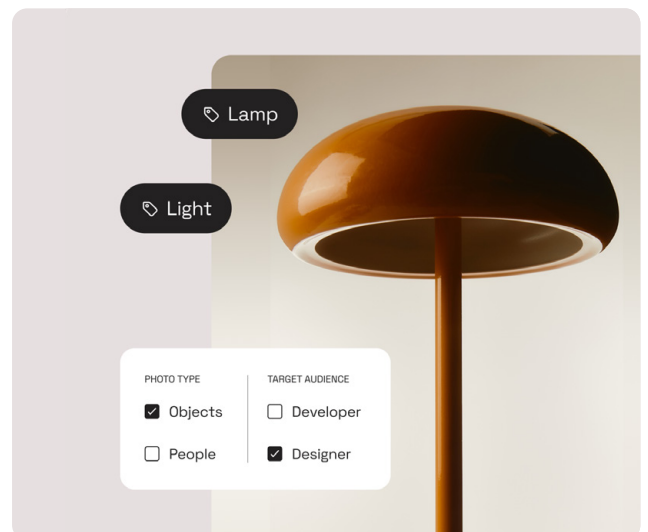 Lamp
Light
PHOTO TYPE
Objects
People
TARGET AUDIENCE
Developer
Designer